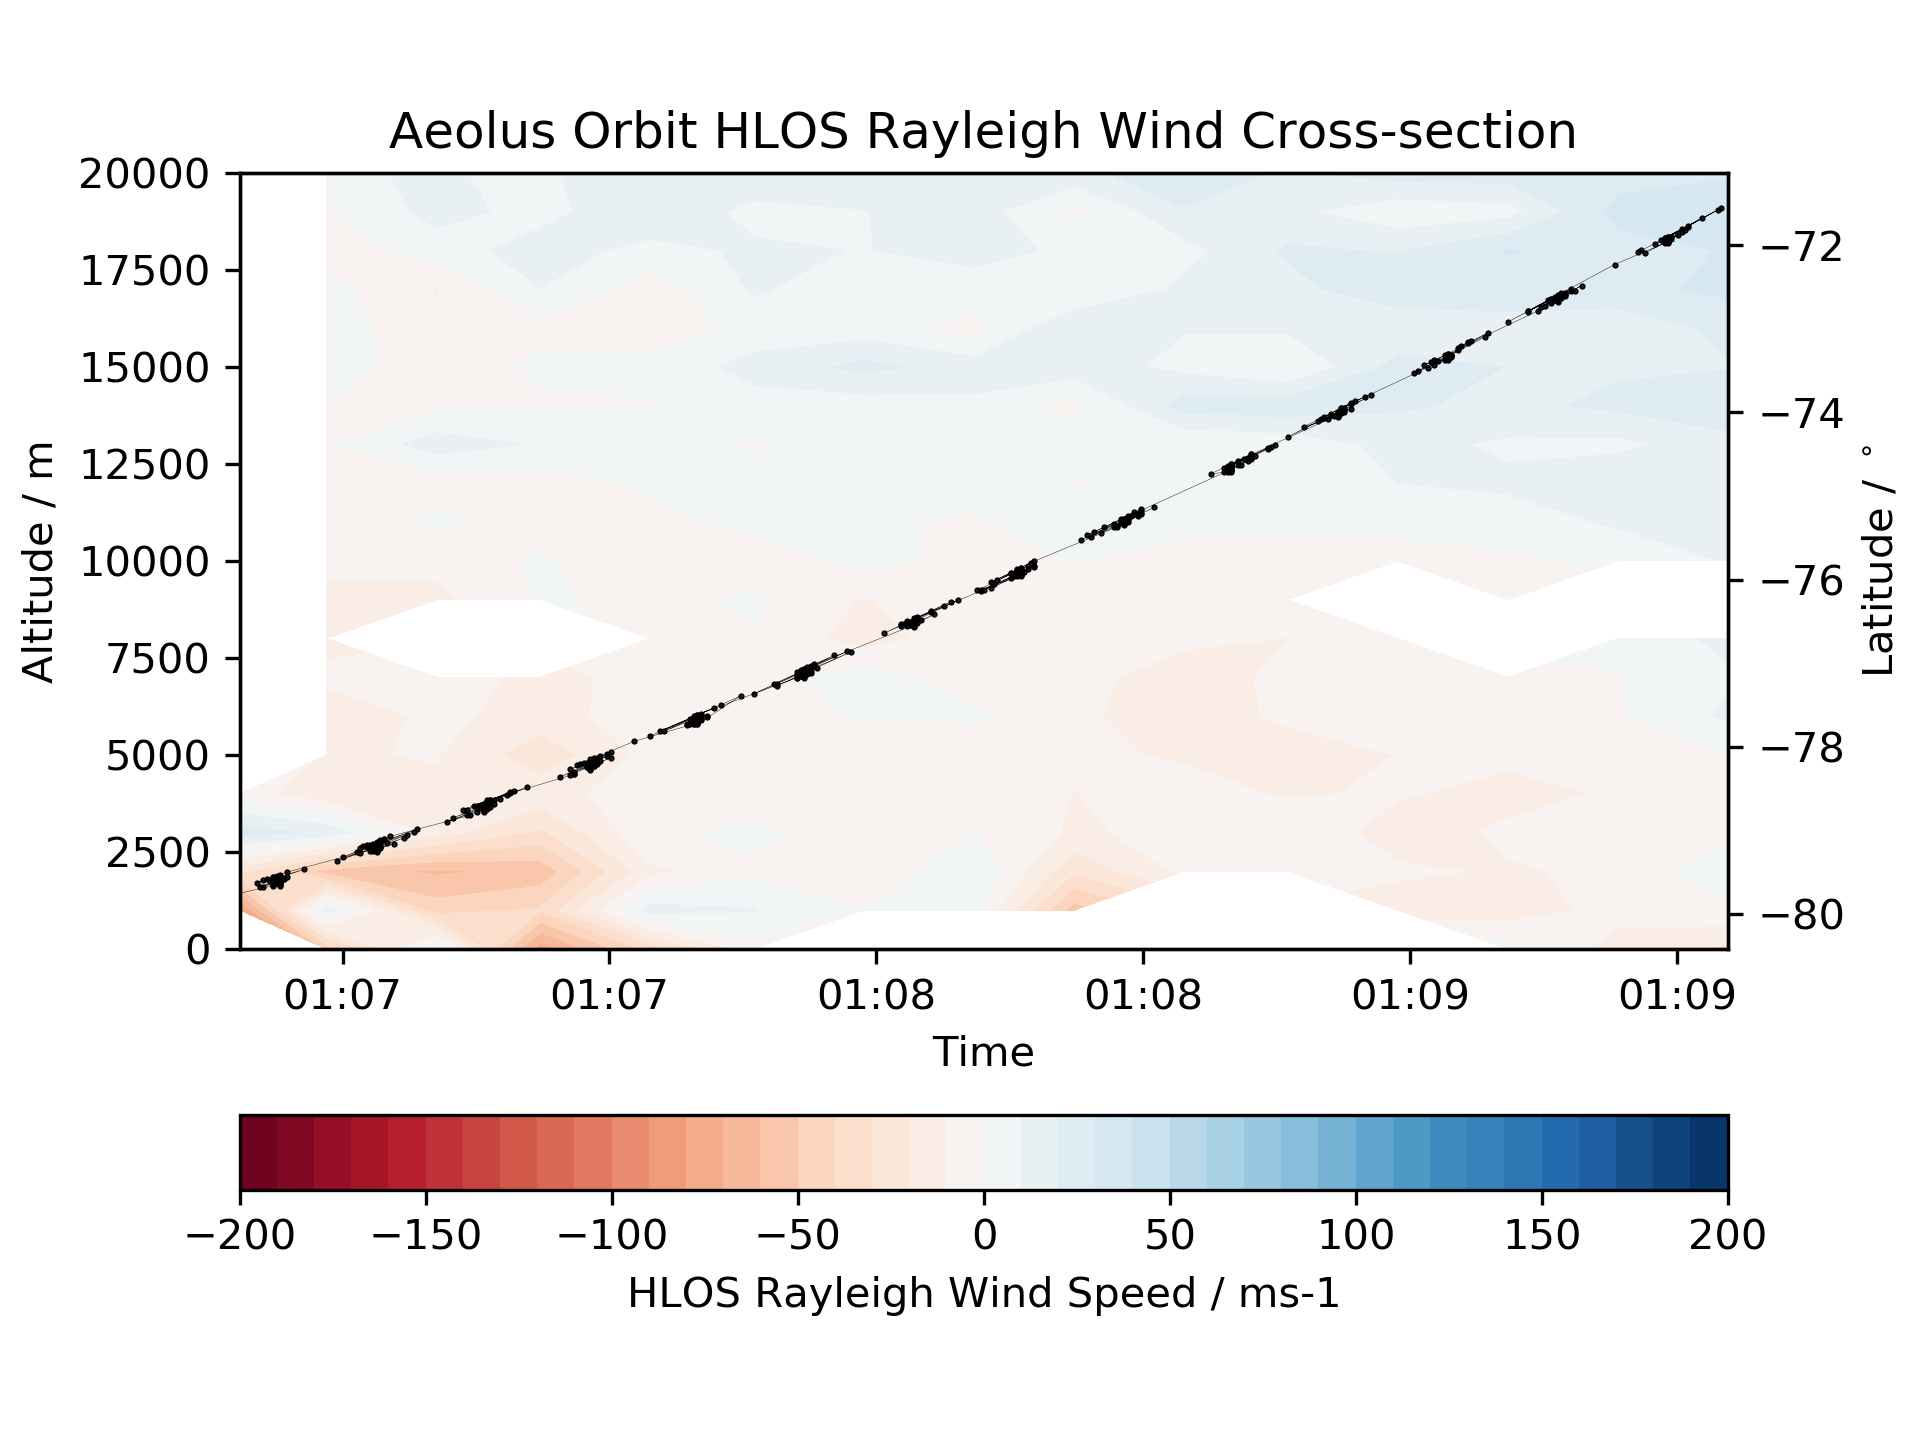 Aeolus Orbit HLOS Rayleigh Wind Cross-section
20000
17500
15000
12500
10000
7500
5000
2500
0
Altitude / m
−72
−74
−76
−78
−80
Latitude / °
01:07 01:07 01:08 01:08 01:09 01:09
Time
−200 −150 −100 −50 0 50 100 150 200
HLOS Rayleigh Wind Speed / ms-1